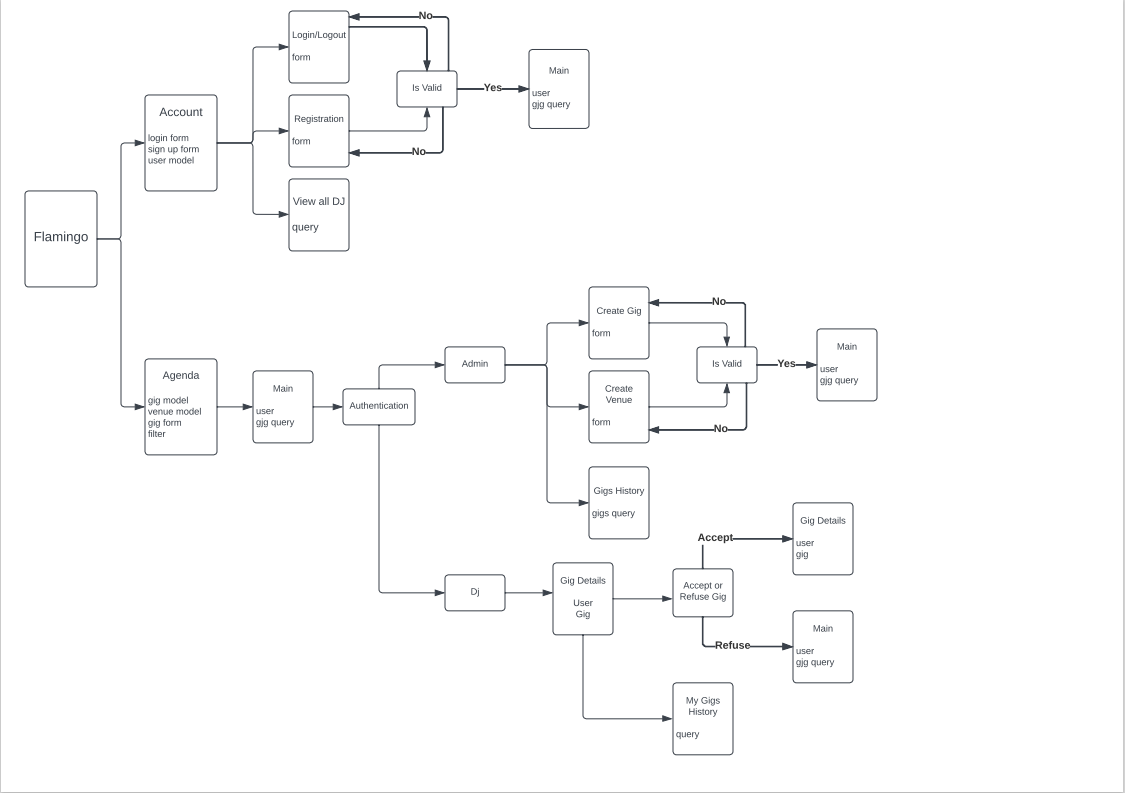 No
Login/Logout
form
Is Valid
Yes
Main
user
gjg query
Account
login form
sign up form
user model
Registration
form
No
View all DJ
query
Flamingo
Create Gig
form
No
Is Valid
Yes
Main
user
gjg query
Agenda
gig model
venue model
gig form
filter
Main
user
gjg query
Authentication
Admin
Create
Venue
form
No
Gigs History
gigs query
Dj
Gig Details
User
Gig
Accept
Accept or
Refuse Gig
Gig Details
user
gig
Refuse
Main
user
gjg query
My Gigs
History
query